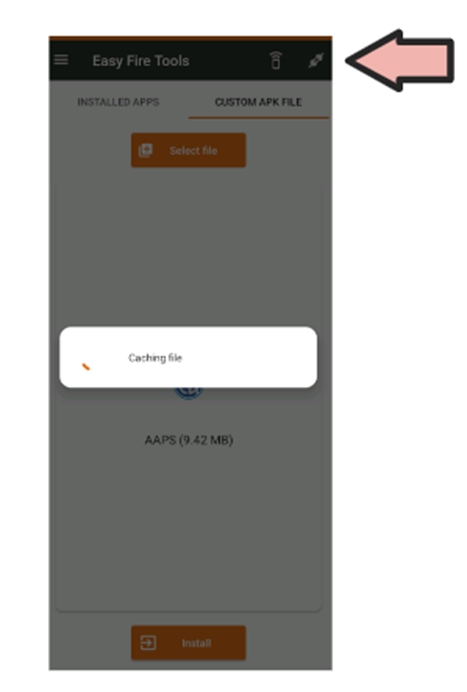 Easy Fire Tools
INSTALLED APPS CUSTOM APK FILE
Select file
Caching file
AAPS (9.42 MB)
Install